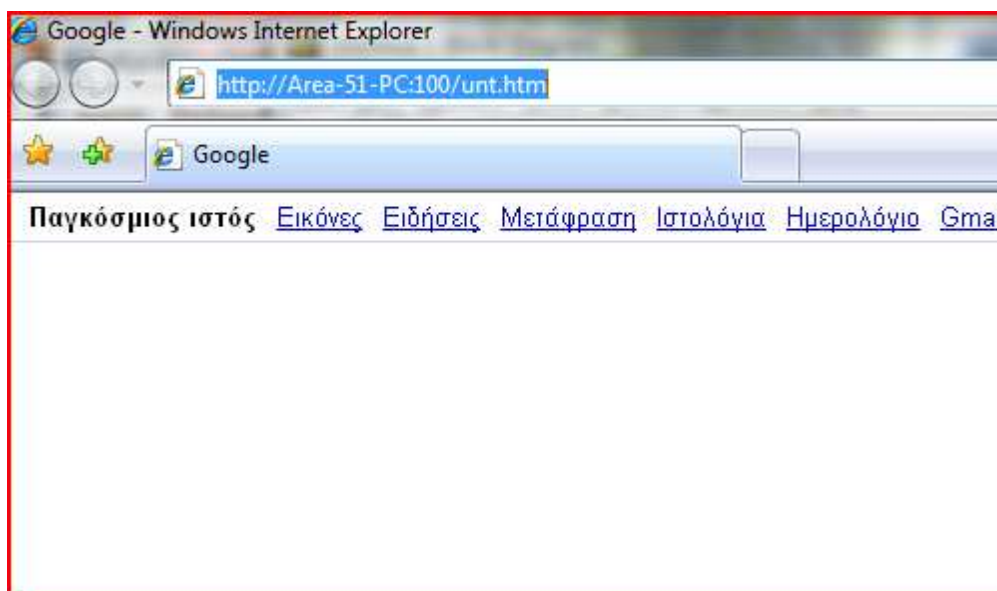 Google - Windows Internet Explorer
http://Area-51-PC:100/unt.htm
Google
Παγκόσμιος ιστός Εικόνες Ειδήσεις Μετάφραση Ιστολόγια Ημερολόγιο Gma